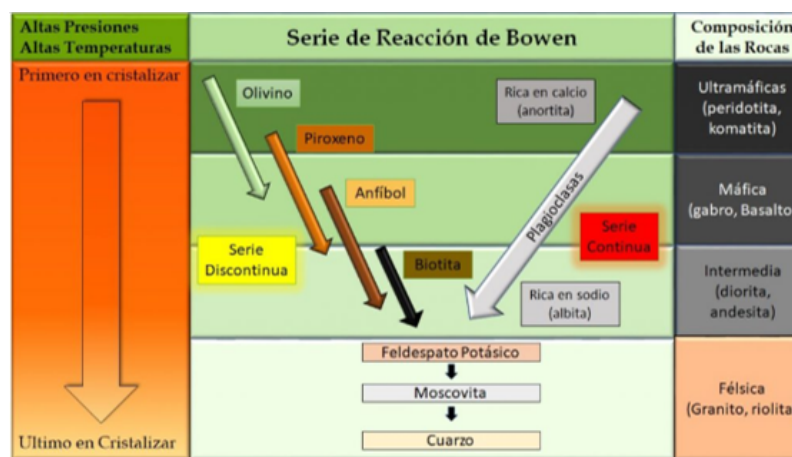 Altas Presiones
Altas Temperaturas
Serie de Reacción de Bowen
Composición
de las Rocas
Primero en cristalizar
Olivino
Rica en calcio
(anortita)
Ultramáficas
(peridotita,
komatita)
Piroxeno
Anfíbol
Plagioclasas
Máfica
(gabro, Basalto
Serie
Discontinua
Serie
Continua
Biotita
Rica en sodio
(albita)
Intermedia
(diorita,
andesita)
Feldespato Potásico
Moscovita
Cuarzo
Félsica
(Granito, riolita
Ultimo en Cristalizar